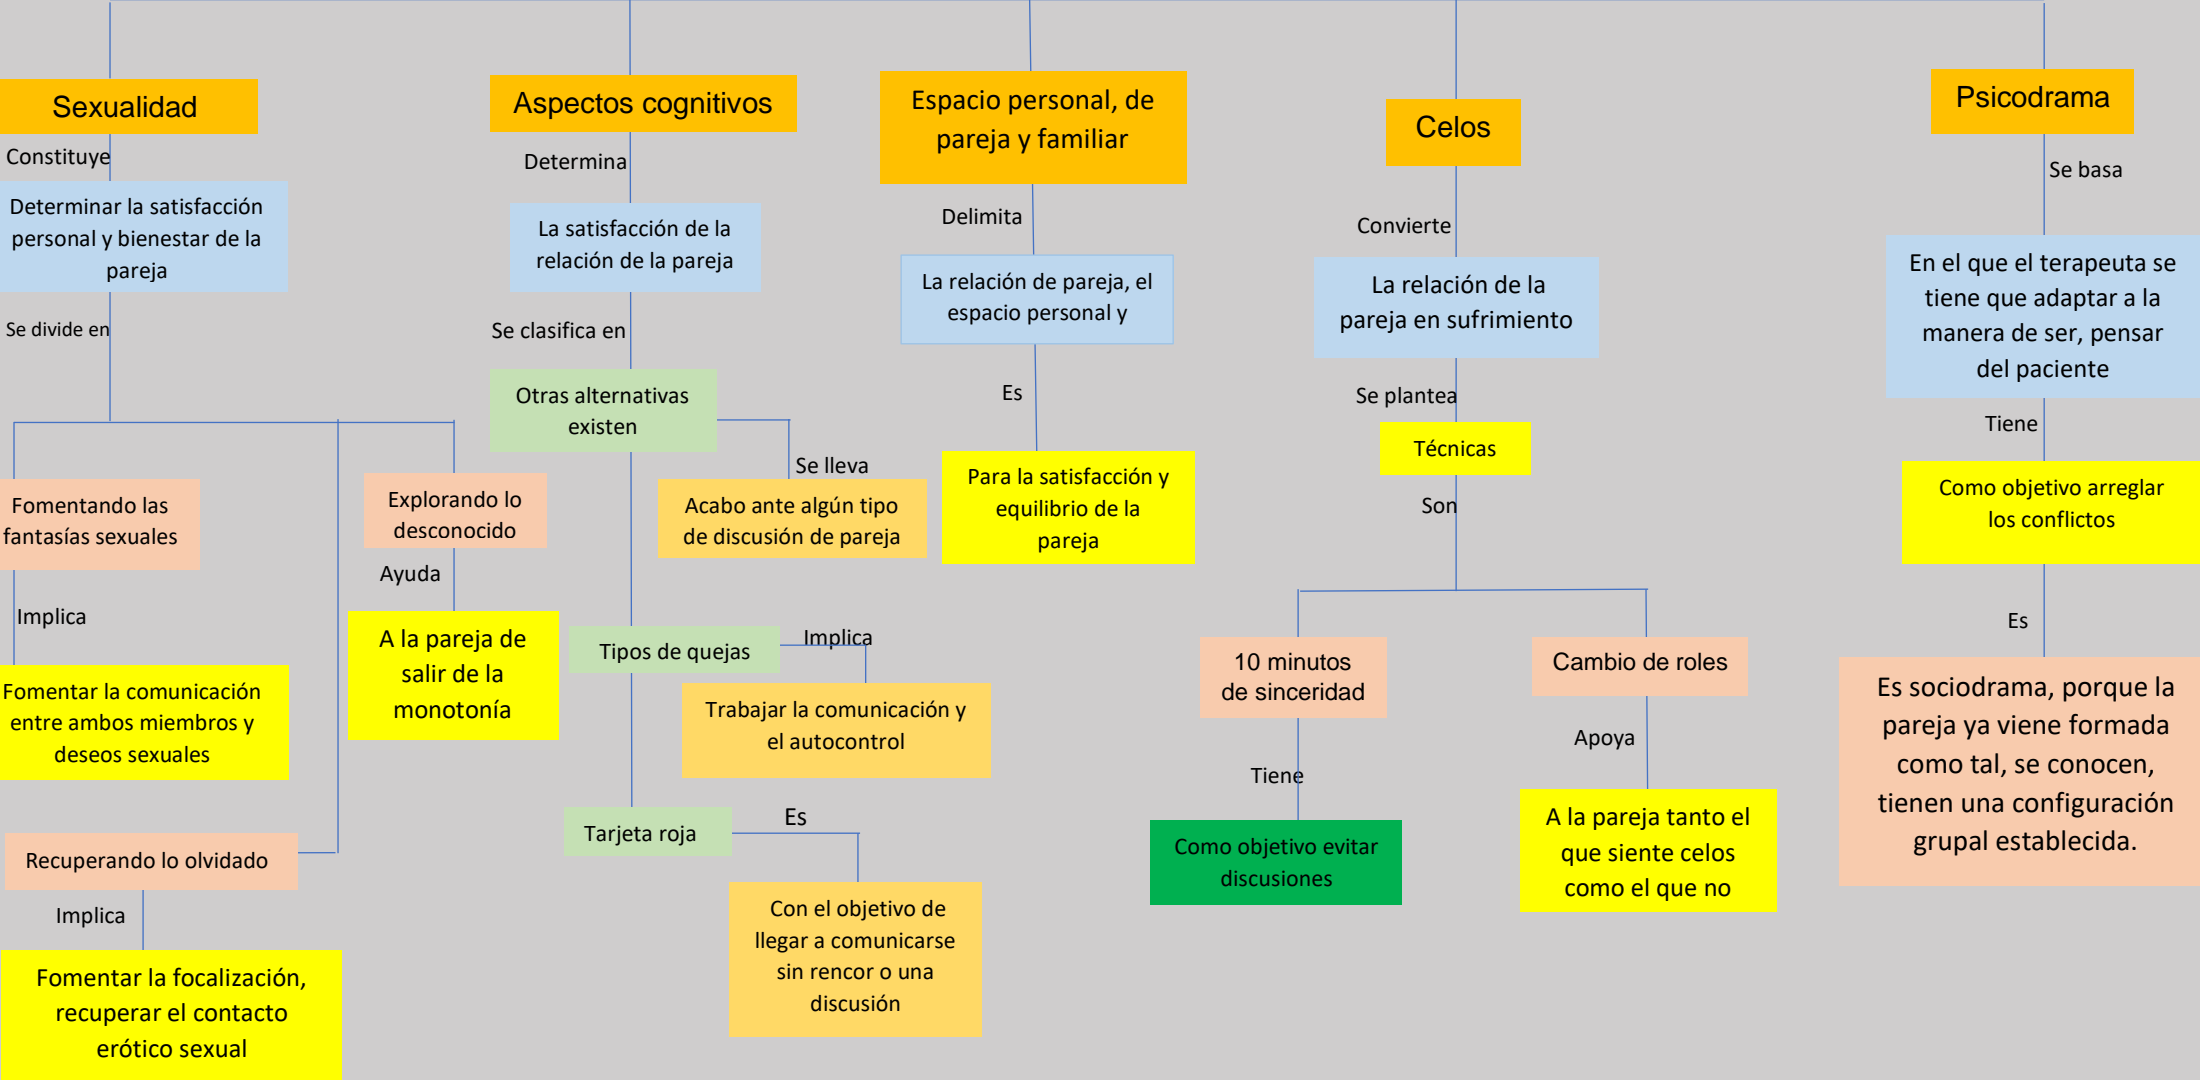 Sexualidad
Constituye
Determinar la satisfacción
personal y bienestar de la
pareja
Se divide en
Fomentando las
fantasías sexuales
Implica
Fomentar la comunicación
entre ambos miembros y
deseos sexuales
Explorando lo
desconocido
Ayuda
A la pareja de
salir de la
monotonía
Recuperando lo olvidado
Implica
Fomentar la focalización,
recuperar el contacto
erótico sexual
Aspectos cognitivos
Determina
La satisfacción de la
relación de la pareja
Se clasifica en
Otras alternativas
existen
Se lleva
Acabo ante algún tipo
de discusión de pareja
Tipos de quejas
Implica
Trabajar la comunicación y
el autocontrol
Tarjeta roja
Es
Con el objetivo de
llegar a comunicarse
sin rencor o una
discusión
Espacio personal, de
pareja y familiar
Delimita
La relación de pareja, el
espacio personal y
Es
Para la satisfacción y
equilibrio de la
pareja
Celos
Convierte
La relación de la
pareja en sufrimiento
Se plantea
Técnicas
Son
10 minutos
de sinceridad
Tiene
Como objetivo evitar
discusiones
Cambio de roles
Apoya
A la pareja tanto el
que siente celos
como el que no
Psicodrama
Se basa
En el que el terapeuta se
tiene que adaptar a la
manera de ser, pensar
del paciente
Tiene
Como objetivo arreglar
los conflictos
Es
Es sociodrama, porque la
pareja ya viene formada
como tal, se conocen,
tienen una configuración
grupal establecida.